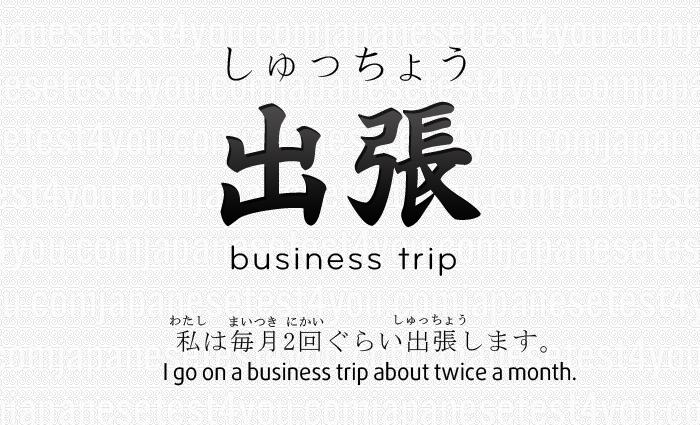 しゅっちょう
出張
business trip
わたし まいつき にかい しゅっちょう
私は毎月2回ぐらい出張します。
I go on a business trip about twice a month.